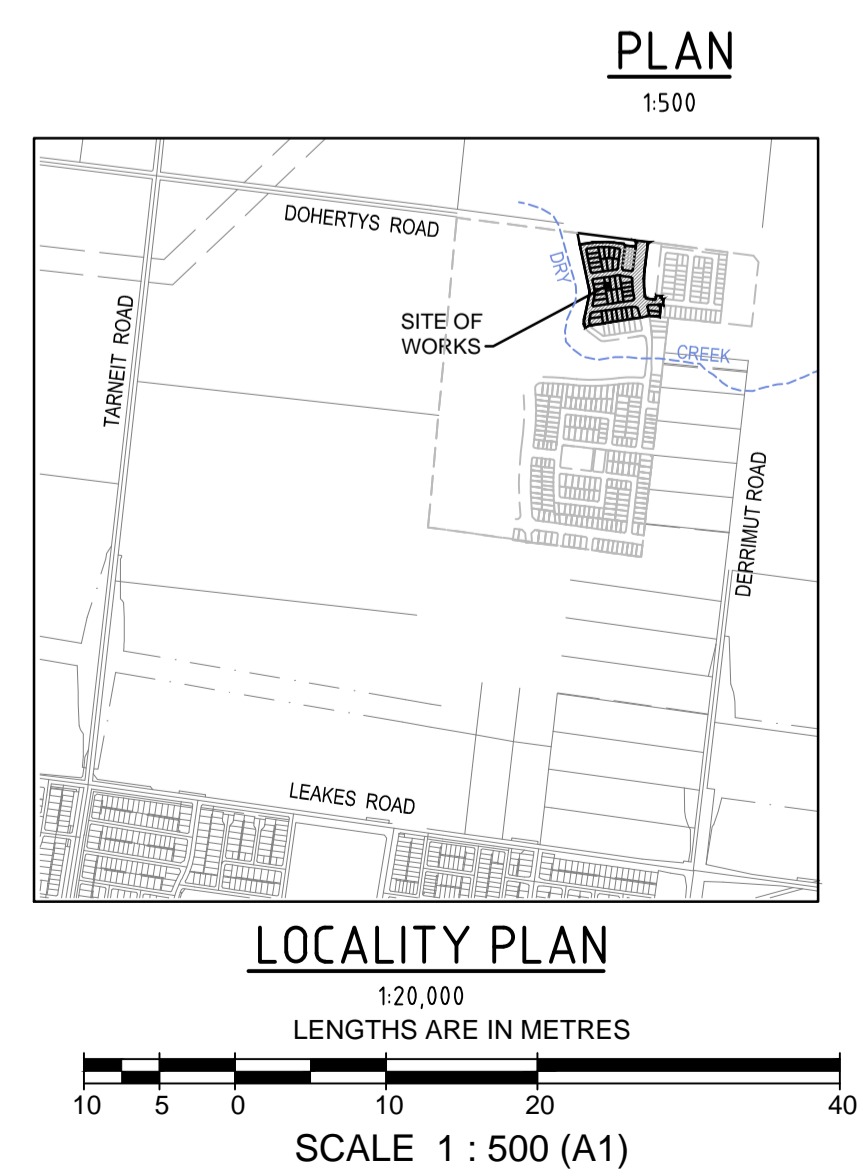 PLAN
1:500
DOHERTYS ROAD
DRY
SITE OF
WORKS
TARNEIT ROAD
CREEK
DERRIMUT ROAD
LEAKES ROAD
LOCALITY PLAN
1:20,000
LENGTHS ARE IN METRES
10 5 0 10 20 40
SCALE 1 : 500 (A1)